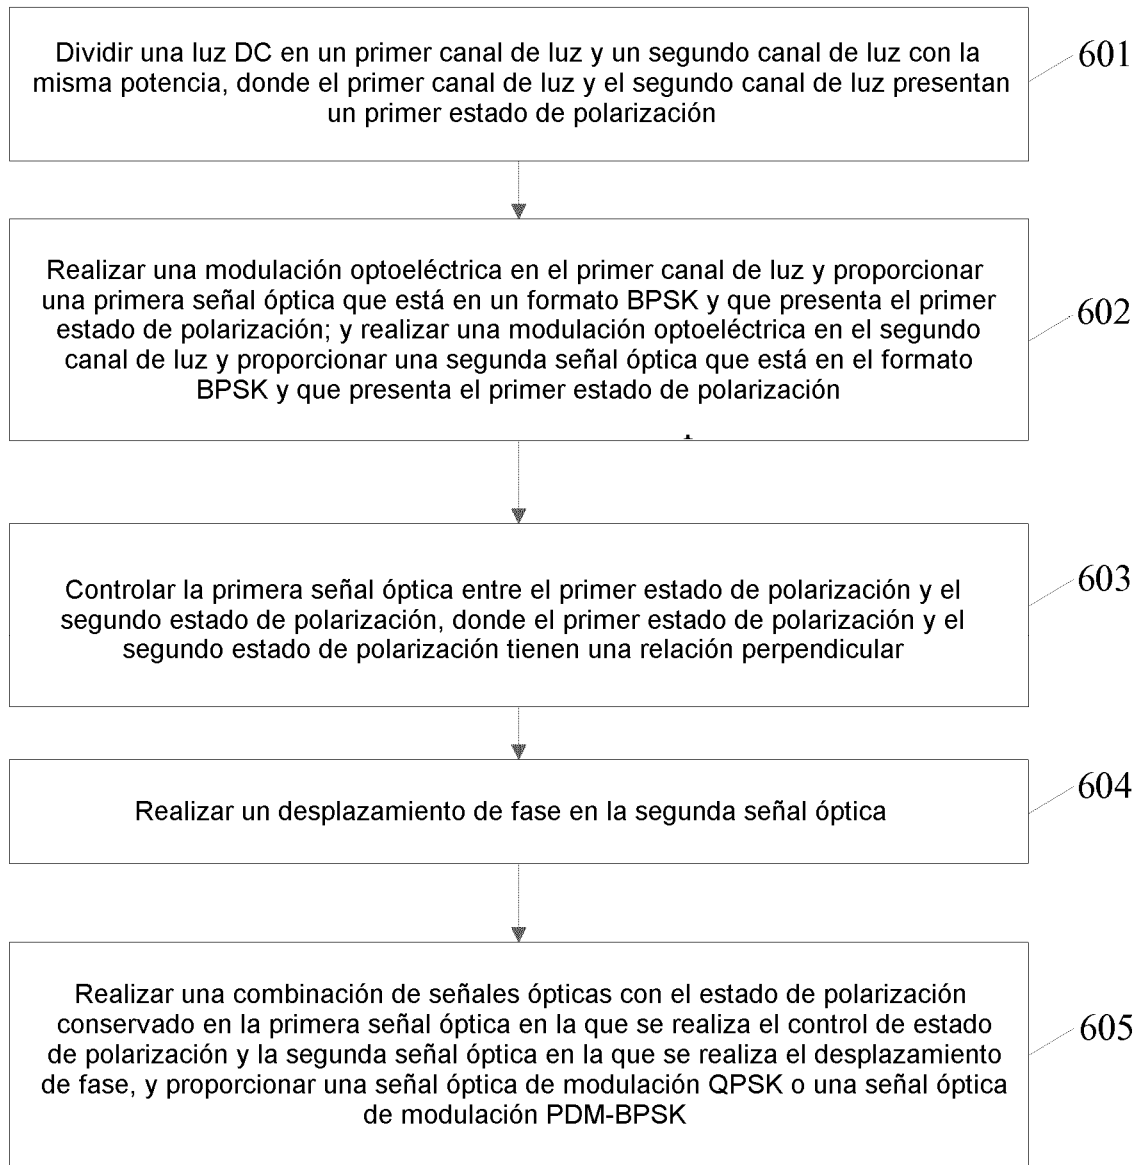 Dividir una luz DC en un primer canal de luz y un segundo canal de luz con la
misma potencia, donde el primer canal de luz y el segundo canal de luz presentan
un primer estado de polarización
601
Realizar una modulación optoeléctrica en el primer canal de luz y proporcionar
una primera señal óptica que está en un formato BPSK y que presenta el primer
estado de polarización; y realizar una modulación optoeléctrica en el segundo
canal de luz y proporcionar una segunda señal óptica que está en el formato
BPSK y que presenta el primer estado de polarización
602
Controlar la primera señal óptica entre el primer estado de polarización y el
segundo estado de polarización, donde el primer estado de polarización y el
segundo estado de polarización tienen una relación perpendicular
603
Realizar un desplazamiento de fase en la segunda señal óptica
604
Realizar una combinación de señales ópticas con el estado de polarización
conservado en la primera señal óptica en la que se realiza el control de estado
de polarización y la segunda señal óptica en la que se realiza el desplazamiento
de fase, y proporcionar una señal óptica de modulación QPSK o una señal óptica
de modulación PDM-BPSK
605